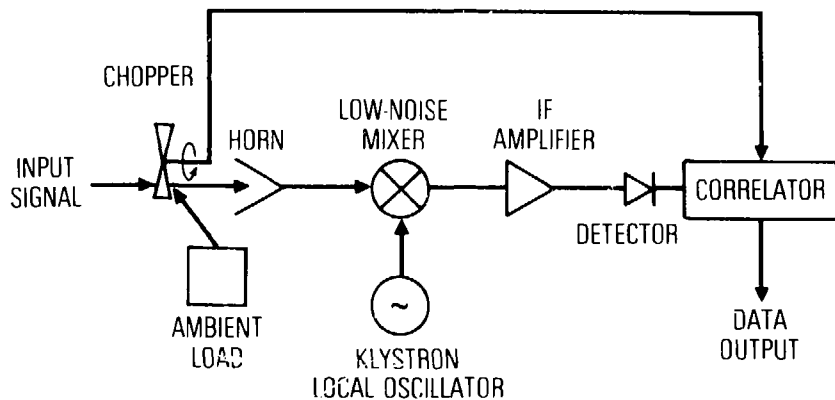 CHOPPER
HORN
LOW-NOISE
MIXER
IF
AMPLIFIER
INPUT
SIGNAL
CORRELATOR
DETECTOR
~
AMBIENT
LOAD
KLYSTRON
LOCAL OSCILLATOR
DATA
OUTPUT